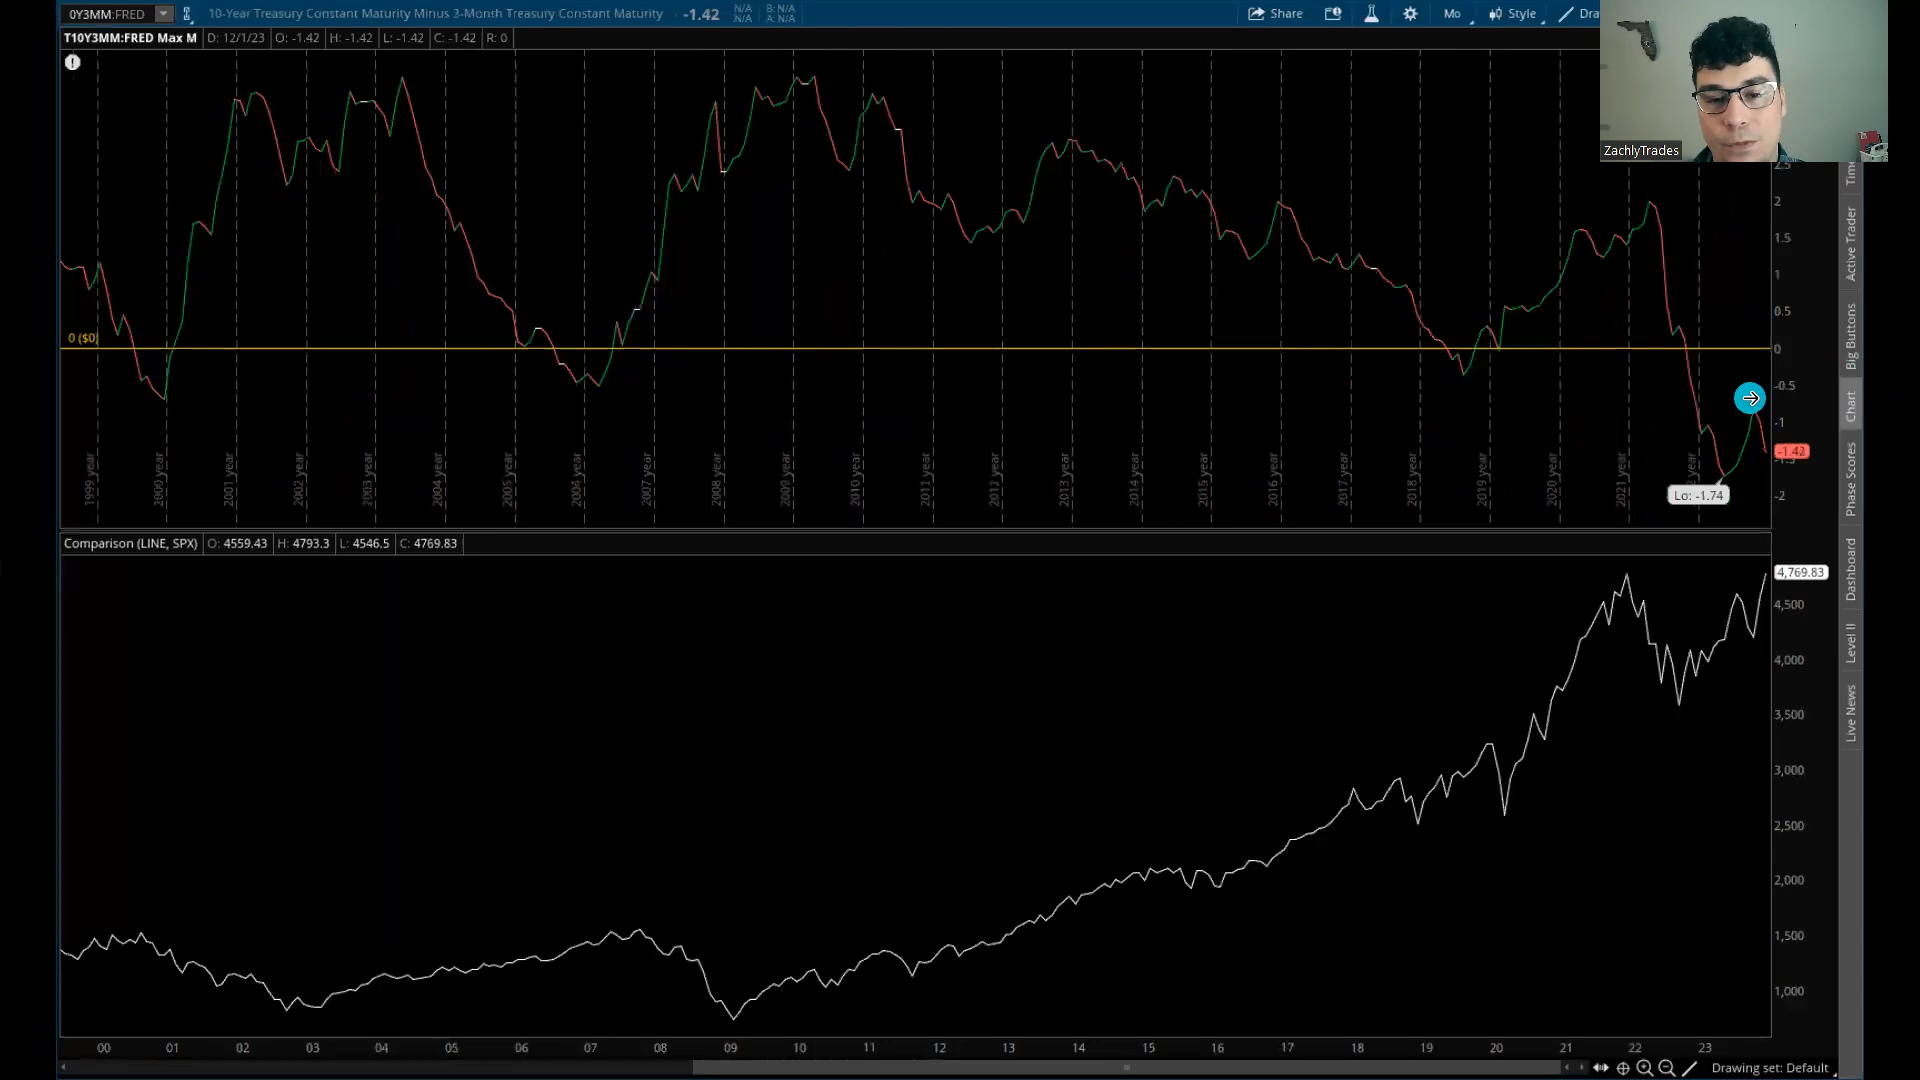 0Y3MM:FRED 10-Year Treasury Constant Maturity Minus 3-Month Treasury Constant Maturity -1.42 N/A N/A B: N/A A: N/A Share Mo Style Dra
T10Y3MM:FRED Max M D: 12/1/23 O: -1.42 H: -1.42 L: -1.42 C: -1.42 R: 0
ZachlyTrades
2.5
2
1.5
1
0.5
0 ($0)
0
-0.5
-1
-1.42
-1.5
Lo: -1.74
-2
1999 year 2000 year 2001 year 2002 year 2003 year 2004 year 2005 year 2006 year 2007 year 2008 year 2009 year 2010 year 2011 year 2012 year 2013 year 2014 year 2015 year 2016 year 2017 year 2018 year 2019 year 2020 year 2021 year year
Comparison (LINE, SPX) O: 4559.43 H: 4793.3 L: 4546.5 C: 4769.83
4,769.83
4,500
4,000
3,500
3,000
2,500
2,000
1,500
1,000
00 01 02 03 04 05 06 07 08 09 10 11 12 13 14 15 16 17 18 19 20 21 22 23
Drawing set: Default
Time
Active Trader
Big Buttons
Chart
Phase Scores
Dashboard
Level II
Live News